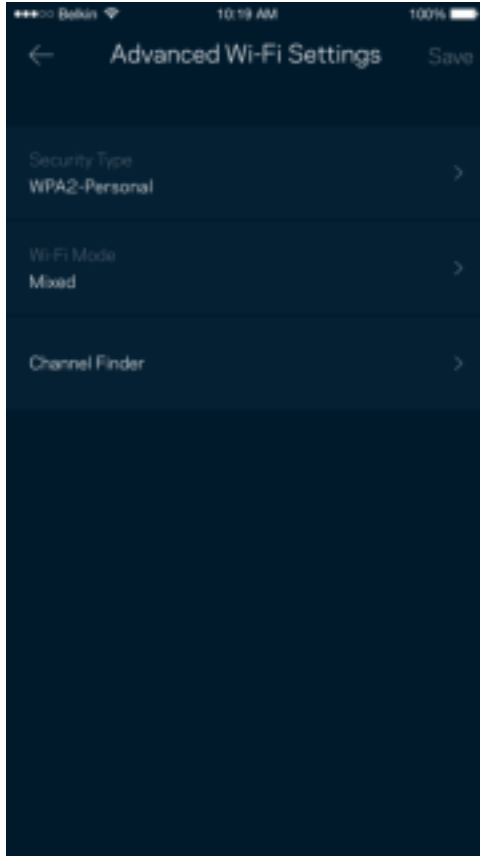 Belkin 10:19 AM 100%
Advanced Wi-Fi Settings Save
Security Type
WPA2-Personal
Wi-Fi Mode
Mixed
Channel Finder